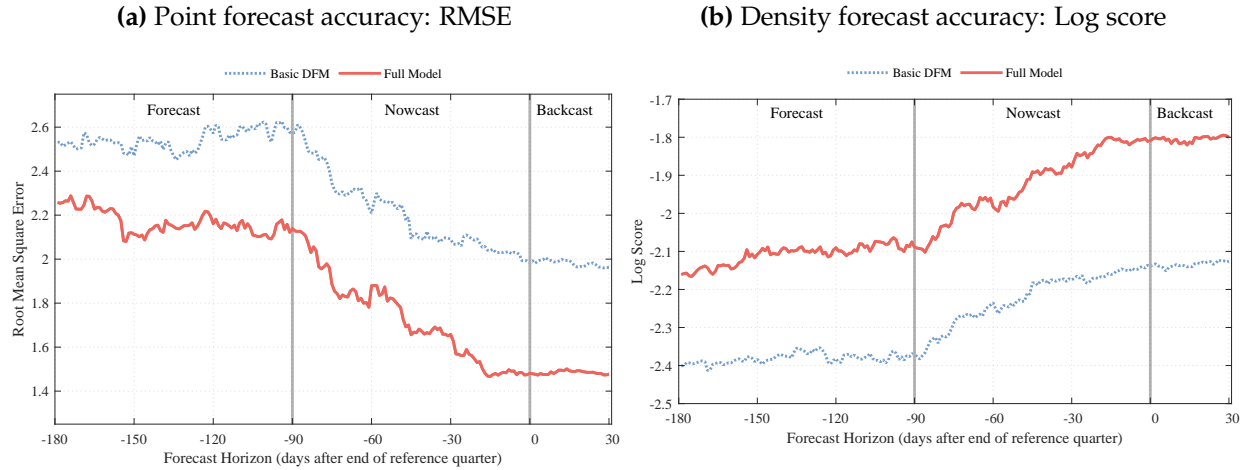 (a) Point forecast accuracy: RMSE
Basic DFM
Full Model
Forecast
Nowcast
Backcast
2.6
2.4
2.2
2
1.8
1.6
1.4
Root Mean Square Error
-180
-150
-120
-90
-60
-30
0
30
Forecast Horizon (days after end of reference quarter)
(b) Density forecast accuracy: Log score
Basic DFM
Full Model
Forecast
Nowcast
Backcast
-1.7
-1.8
-1.9
-2
-2.1
-2.2
-2.3
-2.4
-2.5
Log Score
-180
-150
-120
-90
-60
-30
0
30
Forecast Horizon (days after end of reference quarter)